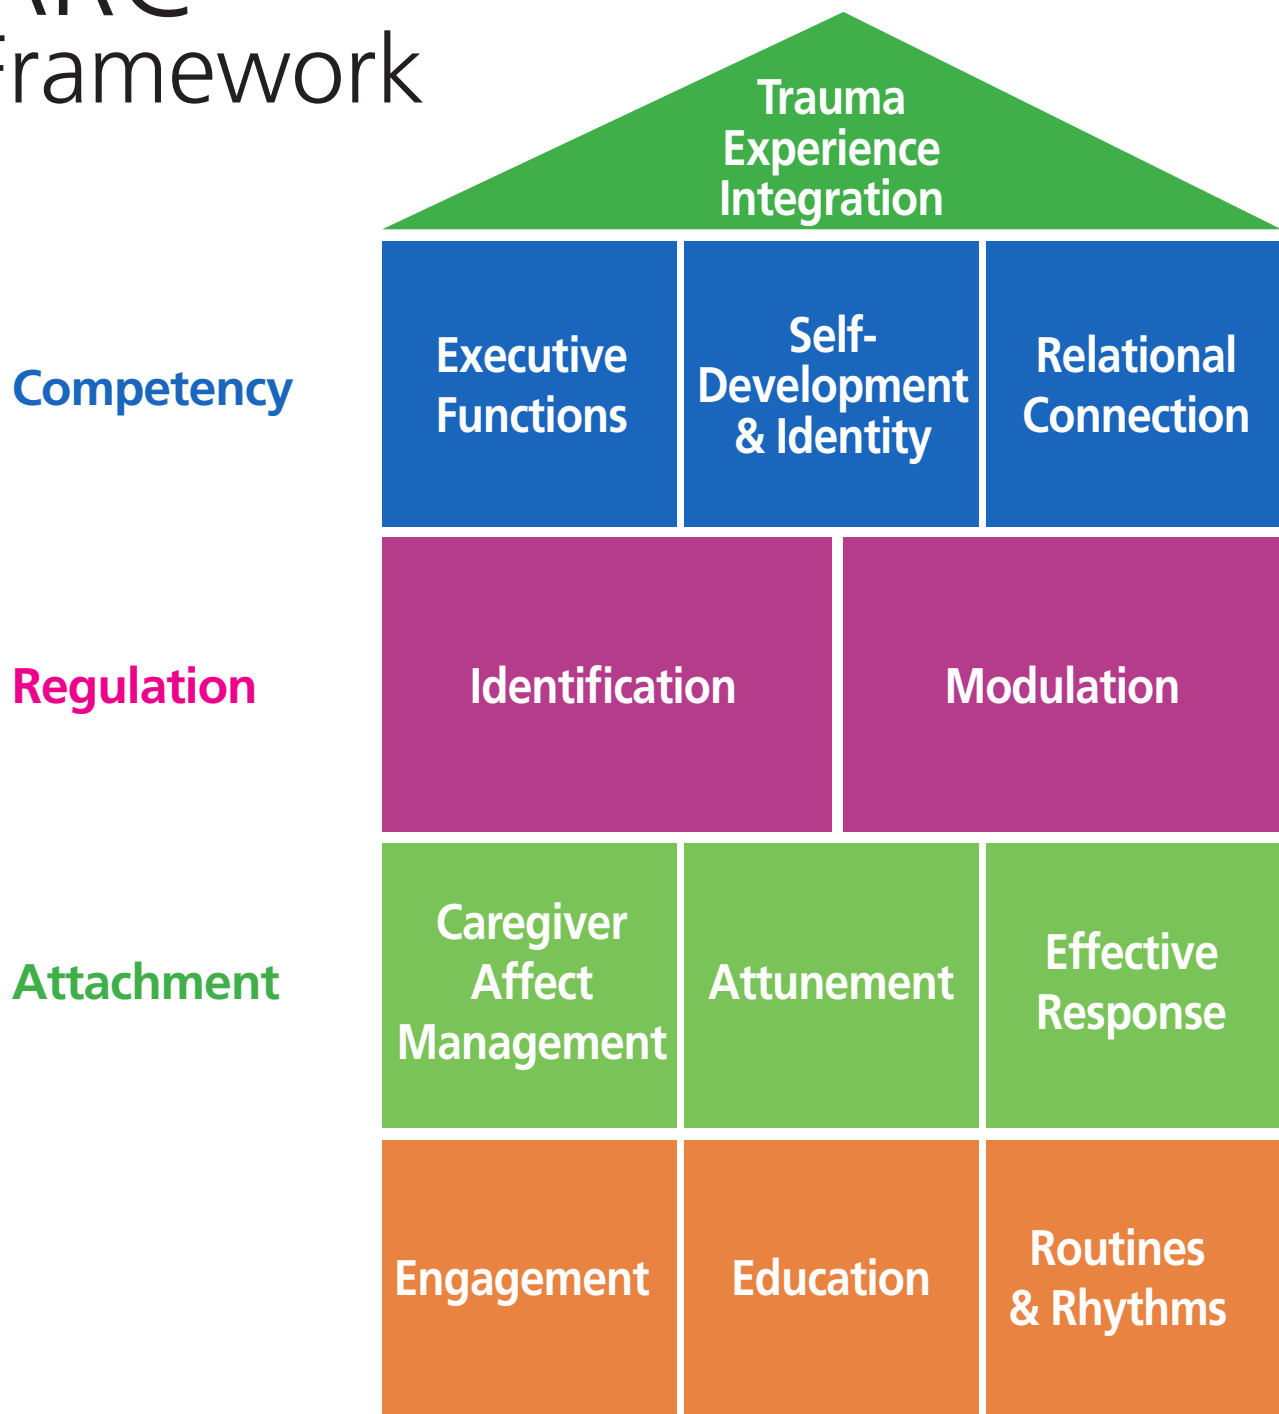 ARC
Framework
Trauma
Experience
Integration
Competency
Executive
Functions
Self-
Development
& Identity
Relational
Connection
Regulation
Identification
Modulation
Attachment
Caregiver
Affect
Management
Attunement
Effective
Response
Engagement
Education
Routines
& Rhythms